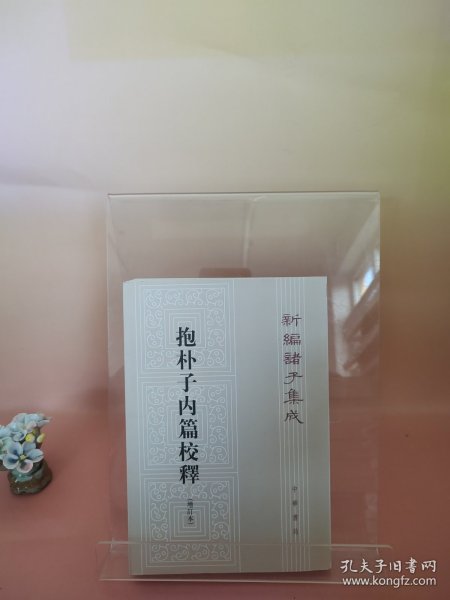 新編諸子集成
抱朴子内篇校釋
〔增訂本〕
中華書局
孔夫子旧书网
www.kongfz.com